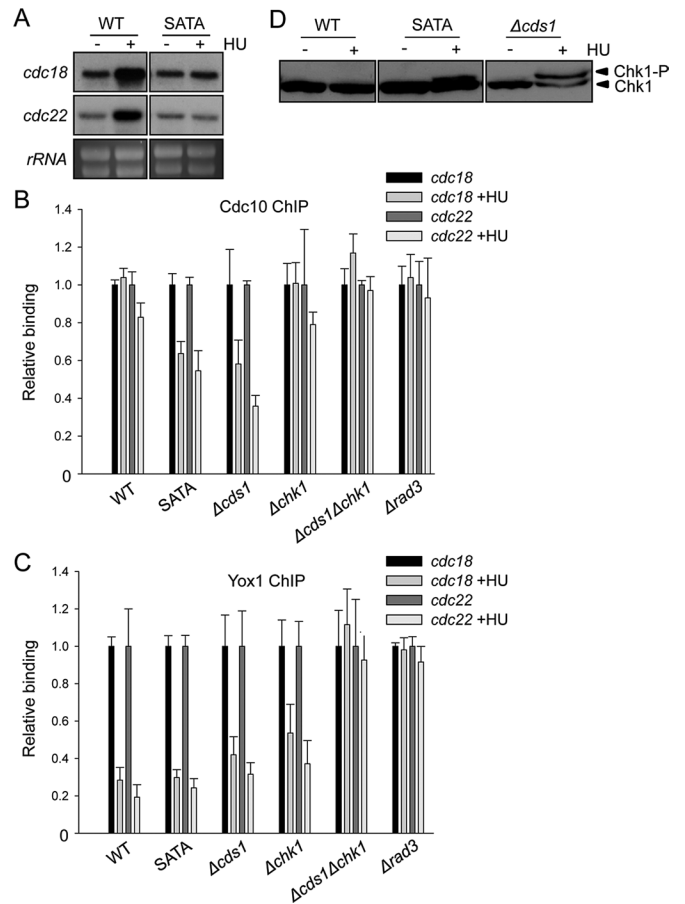 A
WT SATA
- + - + HU
cdc18
cdc22
rRNA
D
WT SATA Δcds1
- + - + - + HU
Chk1-P
Chk1
B
Cdc10 ChIP
cdc18
cdc18 +HU
cdc22
cdc22 +HU
Relative binding
1.4
1.2
1.0
0.8
0.6
0.4
0.2
0
WT SATA Δcds1 Δchk1 Δcds1Δchk1 Δrad3
C
Yox1 ChIP
cdc18
cdc18 +HU
cdc22
cdc22 +HU
Relative binding
1.4
1.2
1.0
0.8
0.6
0.4
0.2
0
WT SATA Δcds1 Δchk1 Δcds1Δchk1 Δrad3